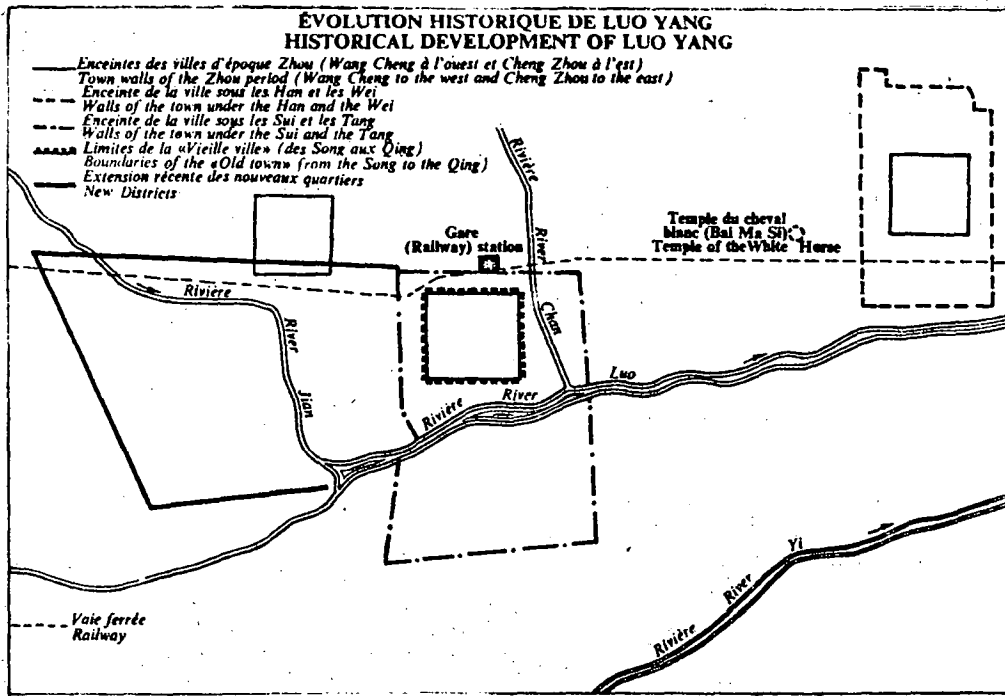 ÉVOLUTION HISTORIQUE DE LUO YANG
HISTORICAL DEVELOPMENT OF LUO YANG
Enceintes des villes d'époque Zhou (Wang Cheng à l'ouest et Cheng Zhou à l'est)
Town walls of the Zhou period (Wang Cheng to the west and Cheng Zhou to the east)
Enceinte de la ville sous les Han et les Wei
Walls of the town under the Han and the Wei
Enceinte de la ville sous les Sui et les Tang
Walls of the town under the Sui and the Tang
Limites de la «Vieille ville» (des Song aux Qing)
Boundaries of the «Old town» from the Song to the Qing)
Extension récente des nouveaux quartiers
New Districts
Rivière
River
Chan
Gare
(Railway) station
Temple du cheval
blanc (Bai Ma Si)
Temple of the White Horse
Rivière
River
Jian
Rivière
River
Luo
Yi
River
Rivière
Voie ferrée
Railway